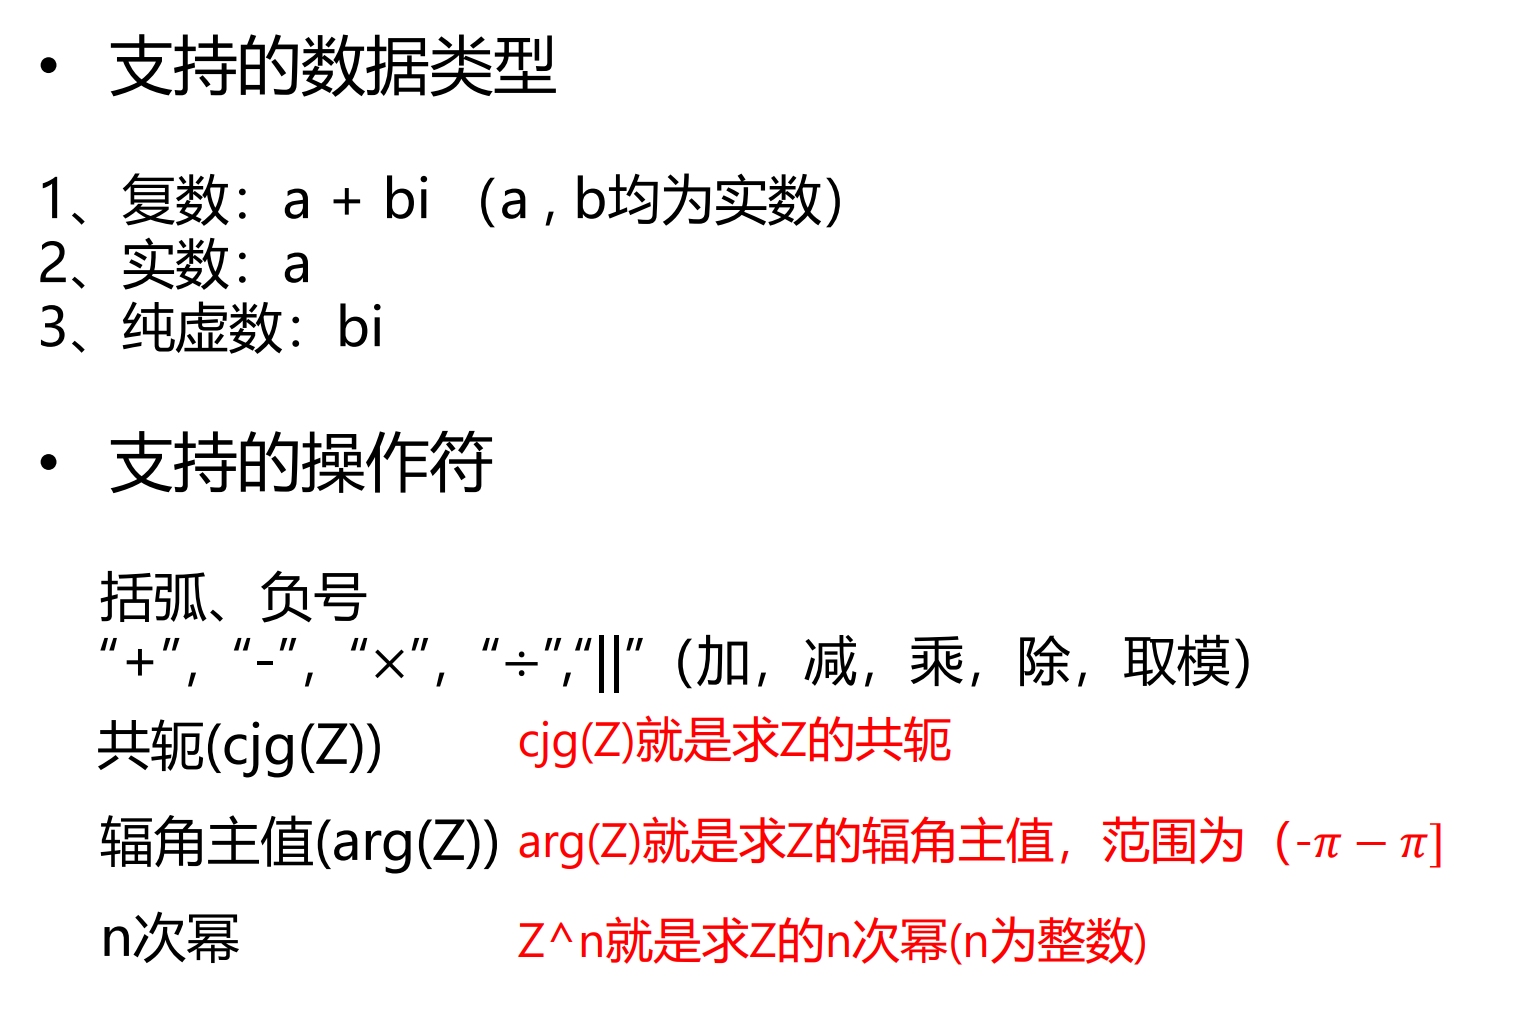 • 支持的数据类型
1、复数：a + bi （a , b均为实数）
2、实数：a
3、纯虚数：bi
• 支持的操作符
括弧、负号
“+”，“-”，“×”，“÷”,“||”（加，减，乘，除，取模）
共轭(cjg(Z)) cjg(Z)就是求Z的共轭
辐角主值(arg(Z)) arg(Z)就是求Z的辐角主值，范围为（-π – π]
n次幂 Z^n就是求Z的n次幂(n为整数)